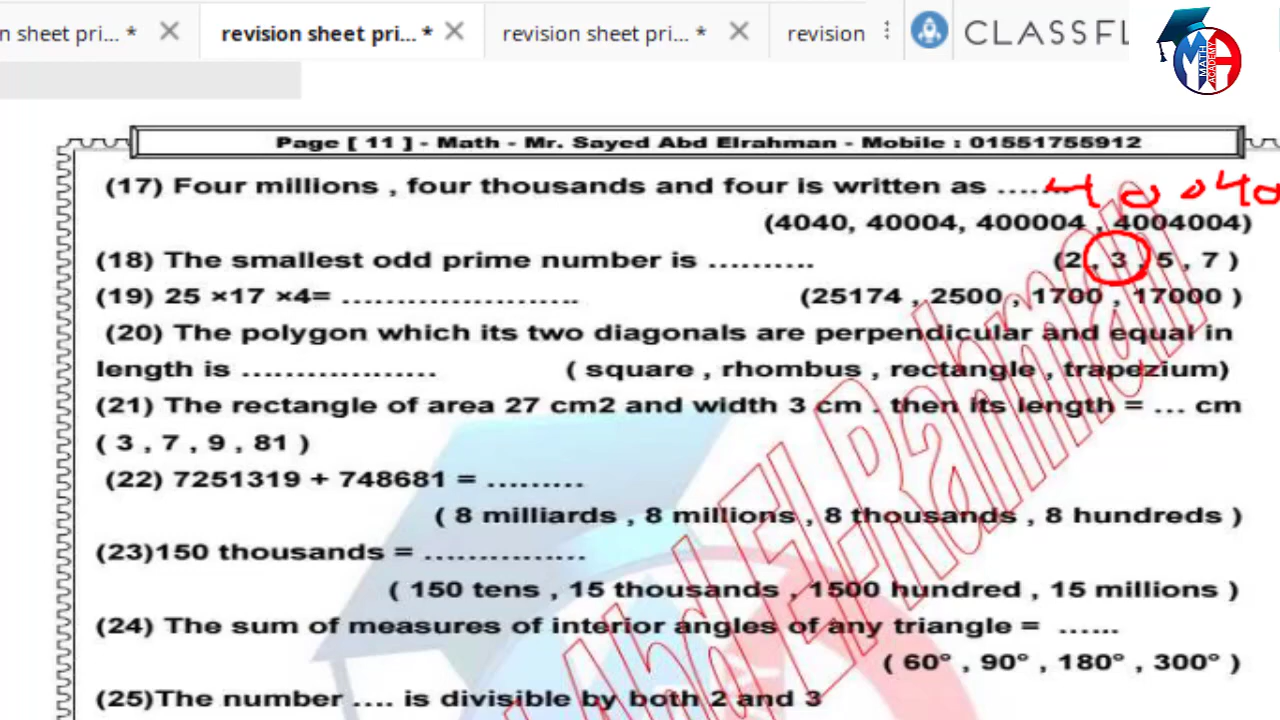 n sheet pri... *
revision sheet pri... *
revision sheet pri... *
revision
CLASSFL
MATH ACADEMY
Page [ 11 ] - Math - Mr. Sayed Abd Elrahman - Mobile : 01551755912
(17) Four millions , four thousands and four is written as ....... 40040
(4040, 40004, 400004 , 4004004)
(18) The smallest odd prime number is .......... (2 , 3 , 5 , 7 )
(19) 25 ×17 ×4= ....................... (25174 , 2500 , 1700 , 17000 )
(20) The polygon which its two diagonals are perpendicular and equal in
length is .................. ( square , rhombus , rectangle , trapezium)
(21) The rectangle of area 27 cm2 and width 3 cm . then its length = ... cm
( 3 , 7 , 9 , 81 )
(22) 7251319 + 748681 = .........
( 8 milliards , 8 millions , 8 thousands , 8 hundreds )
(23)150 thousands = ...............
( 150 tens , 15 thousands , 1500 hundred , 15 millions )
(24) The sum of measures of interior angles of any triangle = ......
( 60° , 90° , 180° , 300° )
(25)The number .... is divisible by both 2 and 3
Abd EL-Rahman